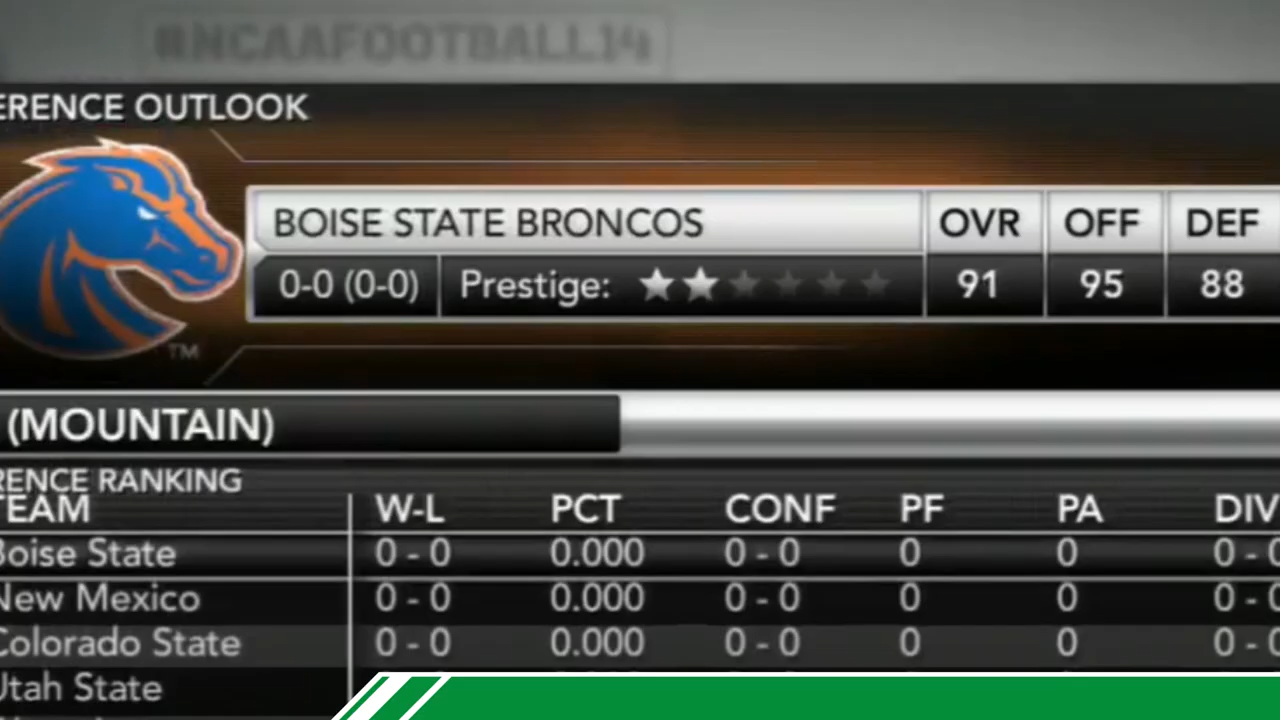 #NCAAFOOTBALL14
ERENCE OUTLOOK
BOISE STATE BRONCOS OVR OFF DEF
0-0 (0-0) Prestige: 91 95 88
TM
(MOUNTAIN)
RENCE RANKING
TEAM W-L PCT CONF PF PA DIV
Boise State 0 - 0 0.000 0 - 0 0 0 0 - 0
New Mexico 0 - 0 0.000 0 - 0 0 0 0 - 0
Colorado State 0 - 0 0.000 0 - 0 0 0 0 - 0
Utah State